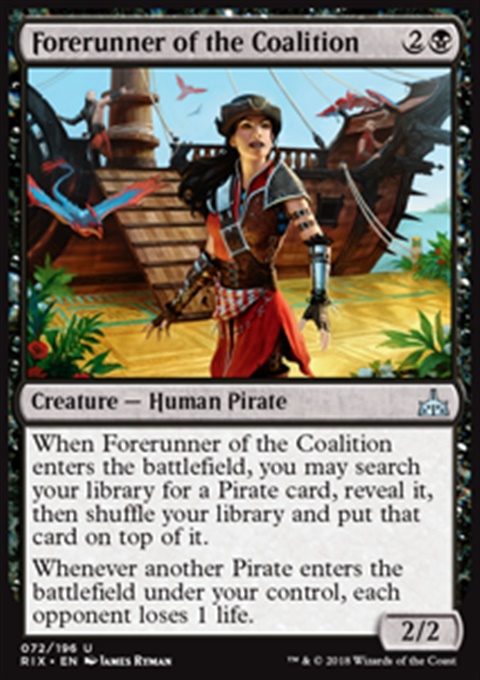 Forerunner of the Coalition 2
Creature — Human Pirate
When Forerunner of the Coalition
enters the battlefield, you may search
your library for a Pirate card, reveal it,
then shuffle your library and put that
card on top of it.
Whenever another Pirate enters the
battlefield under your control, each
opponent loses 1 life.
2/2
072/196 U
RIX • EN James Ryman
™ & © 2018 Wizards of the Coast